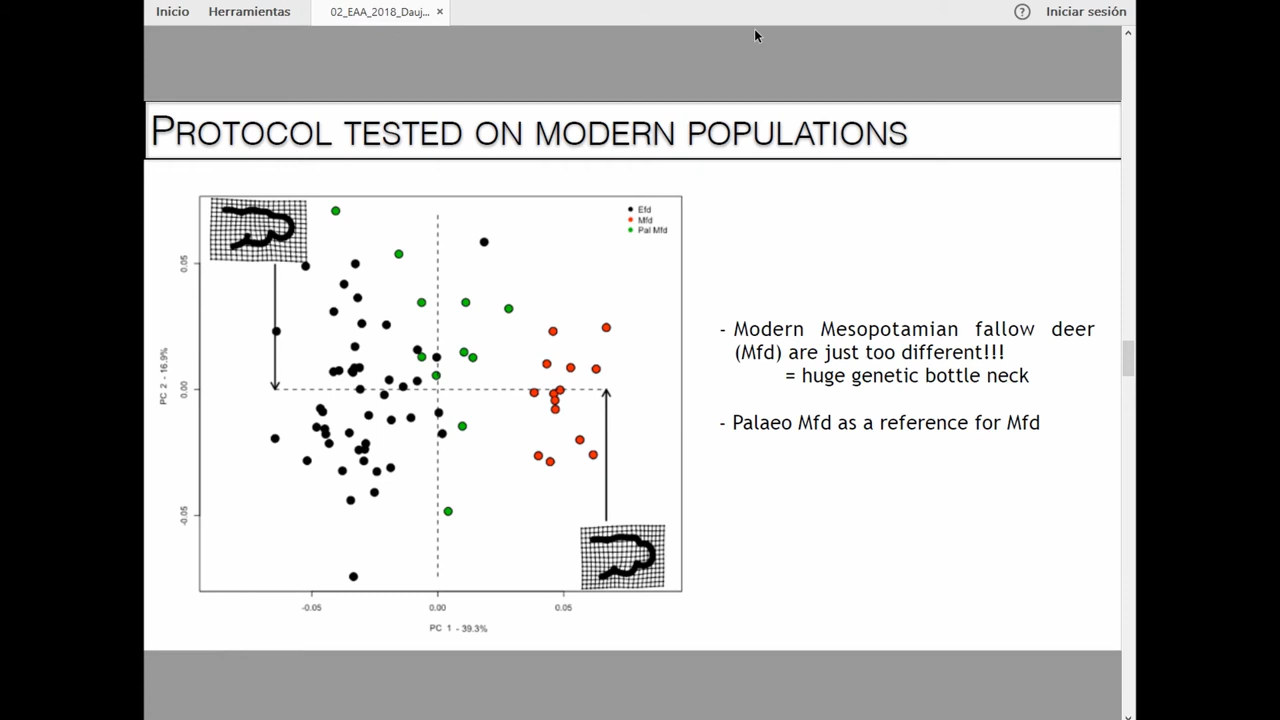 Inicio Herramientas 02_EAA_2018_Dauj... × ? Iniciar sesión
PROTOCOL TESTED ON MODERN POPULATIONS
Efd
Mfd
Pal Mfd
0.05
0.00
-0.05
PC 2 - 16.9%
-0.05 0.00 0.05
PC 1 - 39.3%
- Modern Mesopotamian fallow deer
(Mfd) are just too different!!!
= huge genetic bottle neck
- Palaeo Mfd as a reference for Mfd